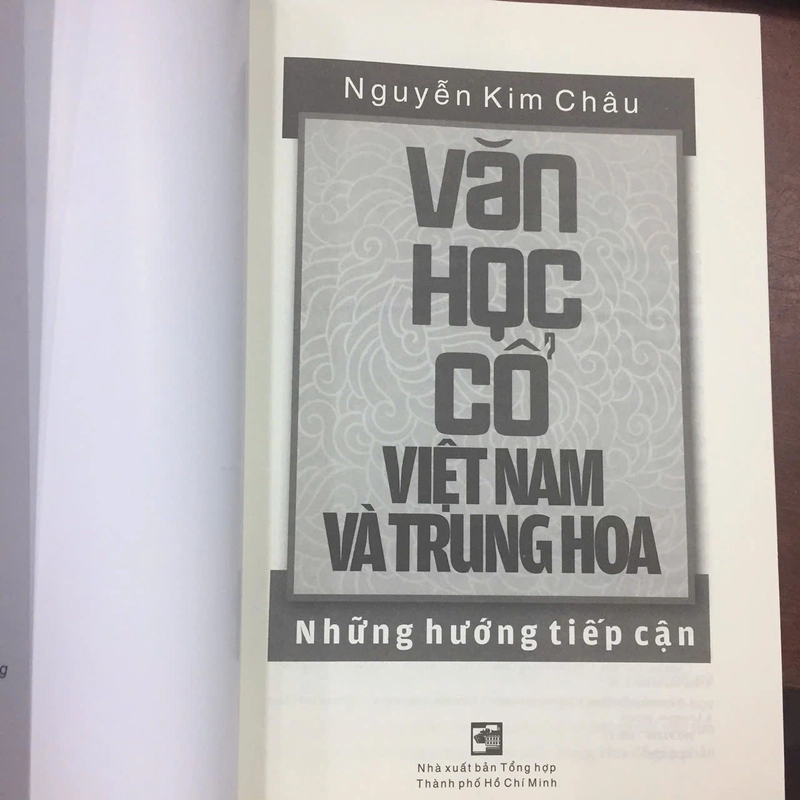 Nguyễn Kim Châu
Văn
Học
Cổ
VIỆT NAM
VÀ TRUNG HOA
Những hướng tiếp cận
Nhà xuất bản Tổng hợp
Thành phố Hồ Chí Minh
g